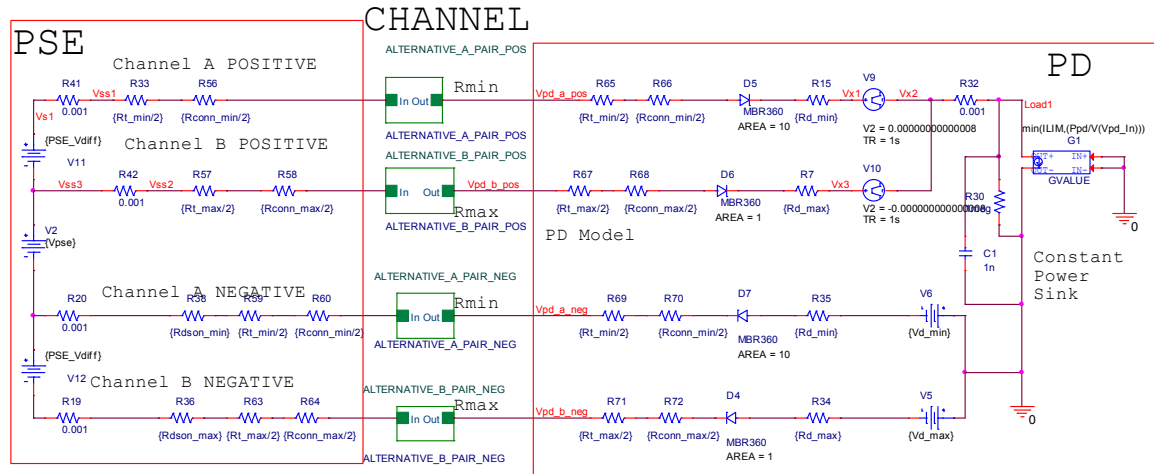 CHANNEL
PSE
PD
ALTERNATIVE_A_PAIR_POS
Channel A POSITIVE
R41
Vss1
R33
R56
In Out
Rmin
Vpd_a_pos
R65
R66
D5
R15
V9
Vx1
Vx2
R32
Load1
Vs1
0.001
{Rt_min/2}
{Rconn_min/2}
{Rt_min/2}
{Rconn_min/2}
MBR360
AREA = 10
{Rd_min}
0.001
min(ILIM,(Ppd/V(Vpd_In)))
G1
ALTERNATIVE_A_PAIR_POS
V2 = 0.00000000000008
TR = 1s
{PSE_Vdiff}
V11
Channel B POSITIVE
ALTERNATIVE_B_PAIR_POS
OUT+ IN+
OUT- IN-
GVALUE
Vss3
R42
Vss2
R57
R58
In Out
Vpd_b_pos
R67
R68
D6
R7
Vx3
V10
0.001
{Rt_max/2}
{Rconn_max/2}
Rmax
{Rt_max/2}
{Rconn_max/2}
MBR360
AREA = 1
{Rd_max}
V2 = -0.000000000000008
TR = 1s
R30
0
ALTERNATIVE_B_PAIR_POS
V2
{Vpse}
PD Model
C1
1n
Constant
Power
Sink
ALTERNATIVE_A_PAIR_NEG
Channel A NEGATIVE
R20
R38
R59
R60
In Out
Rmin
Vpd_a_neg
R69
R70
D7
R35
V6
0.001
{Rdson_min}
{Rt_min/2}
{Rconn_min/2}
{Rt_min/2}
{Rconn_min/2}
MBR360
AREA = 10
{Rd_min}
{Vd_min}
ALTERNATIVE_A_PAIR_NEG
{PSE_Vdiff}
V12
Channel B NEGATIVE
ALTERNATIVE_B_PAIR_NEG
R19
R36
R63
R64
In Out
Rmax
Vpd_b_neg
R71
R72
D4
R34
V5
0.001
{Rdson_max}
{Rt_max/2}
{Rconn_max/2}
{Rt_max/2}
{Rconn_max/2}
MBR360
AREA = 1
{Rd_max}
{Vd_max}
0
ALTERNATIVE_B_PAIR_NEG